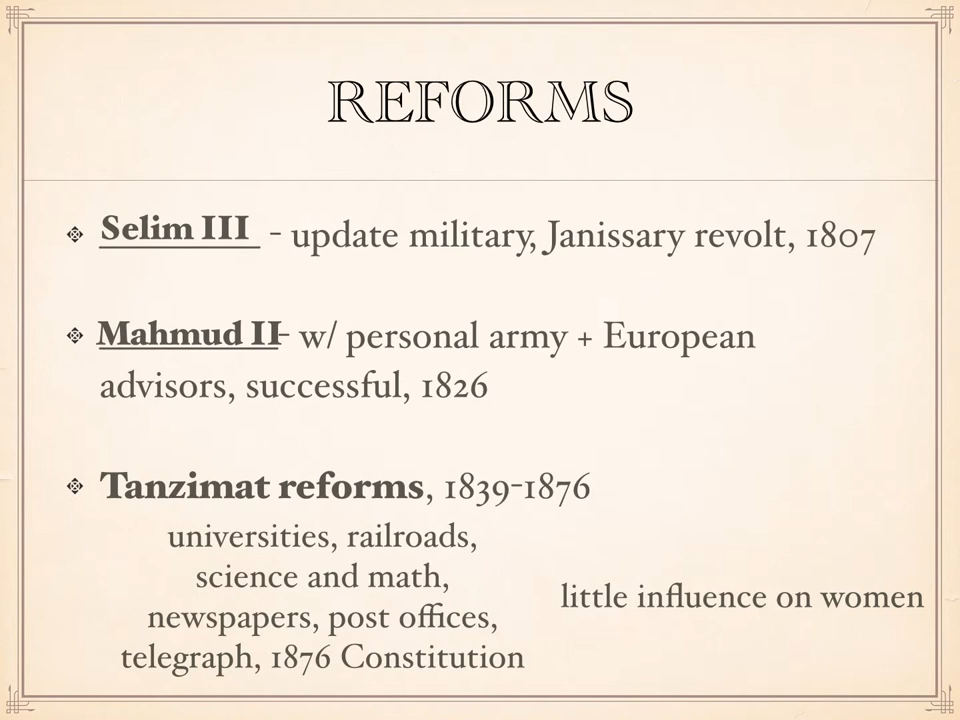 REFORMS
Selim III - update military, Janissary revolt, 1807
Mahmud II- w/ personal army + European
advisors, successful, 1826
Tanzimat reforms, 1839-1876
universities, railroads,
science and math,
newspapers, post offices,
telegraph, 1876 Constitution
little influence on women